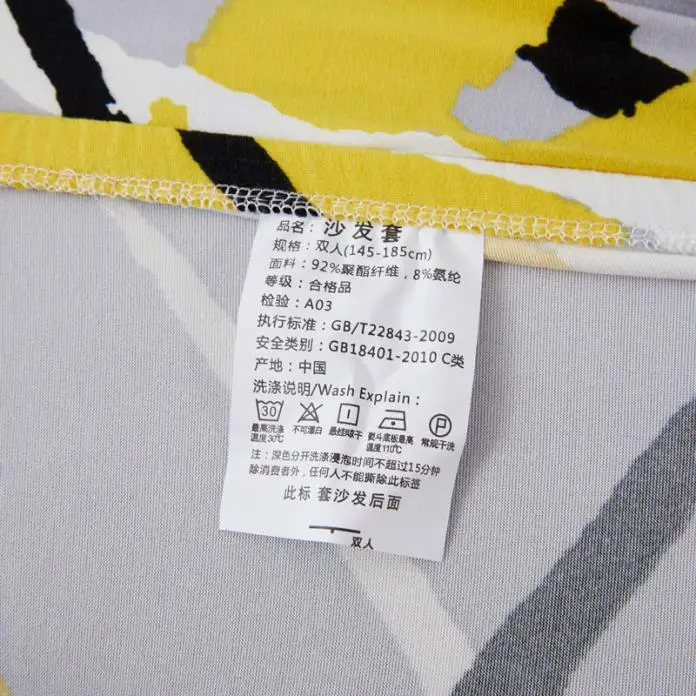 品名：沙发套
规格：双人(145-185cm)
面料：92%聚酯纤维，8%氨纶
等级：合格品
检验：A03
执行标准：GB/T22843-2009
安全类别：GB18401-2010 C类
产地：中国
洗涤说明/Wash Explain：
30 P
最高洗涤温度30℃ 不可漂白 悬挂晾干 熨斗底板最高温度110℃ 常规干洗
注：深色分开洗涤浸泡时间不超过15分钟
除消费者外，任何人不能撕除此标签
此标 套沙发后面
双人